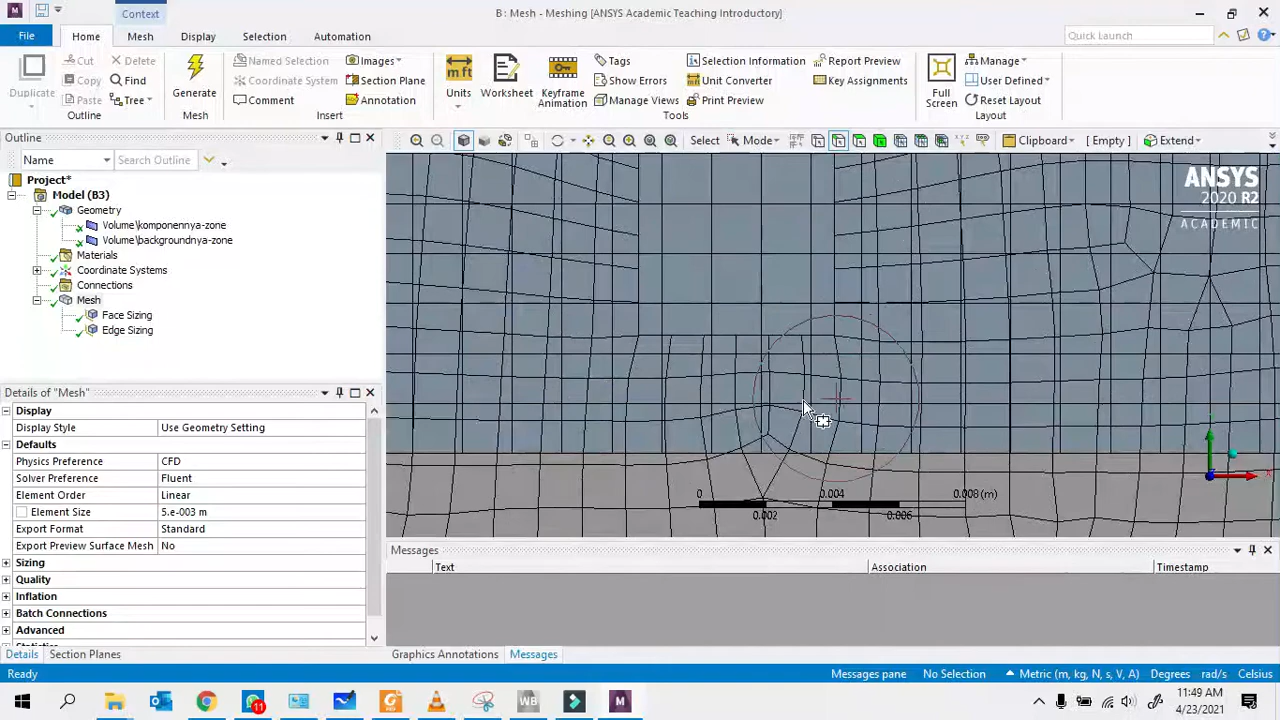 Context
B : Mesh - Meshing [ANSYS Academic Teaching Introductory]
File
Home
Mesh
Display
Selection
Automation
Quick Launch
Duplicate
Cut
Copy
Paste
Delete
Find
Tree
Outline
Generate
Mesh
Named Selection
Coordinate System
Comment
Images
Section Plane
Annotation
Insert
m ft
Units
Worksheet
Keyframe
Animation
Tags
Show Errors
Manage Views
Selection Information
Unit Converter
Print Preview
Report Preview
Key Assignments
Tools
Full
Screen
Manage
User Defined
Reset Layout
Layout
Outline
Select
Mode
Clipboard
[ Empty ]
Extend
Name
Search Outline
Project*
Model (B3)
Geometry
Volume\komponennya-zone
Volume\backgroundnya-zone
Materials
Coordinate Systems
Connections
Mesh
Face Sizing
Edge Sizing
ANSYS
2020 R2
ACADEMIC
0
0.004
0.008 (m)
0.002
0.006
Details of "Mesh"
Display
Display Style Use Geometry Setting
Defaults
Physics Preference CFD
Solver Preference Fluent
Element Order Linear
Element Size 5.e-003 m
Export Format Standard
Export Preview Surface Mesh No
Sizing
Quality
Inflation
Batch Connections
Advanced
Details
Section Planes
Messages
Text
Association
Timestamp
Graphics Annotations
Messages
Ready
Messages pane
No Selection
Metric (m, kg, N, s, V, A)
Degrees
rad/s
Celsius
11
WB
M
11:49 AM
4/23/2021